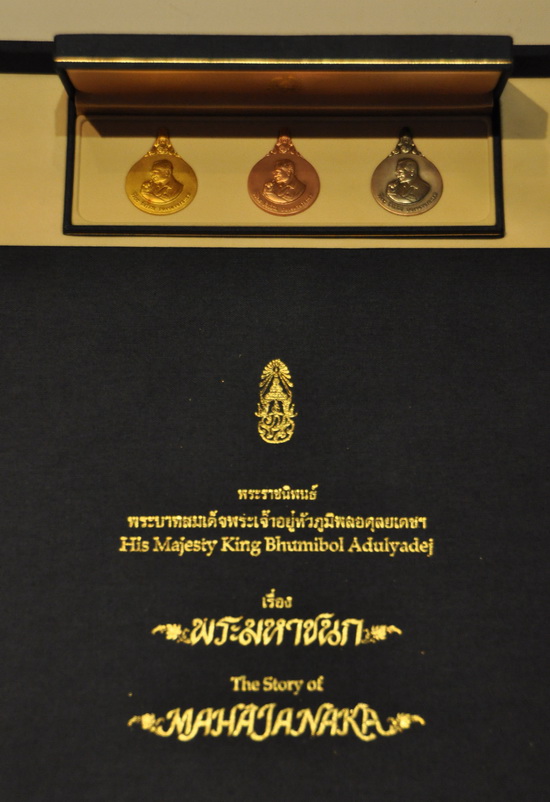 พระราชนิพนธ์
พระบาทสมเด็จพระเจ้าอยู่หัวภูมิพลอดุลยเดชฯ
His Majesty King Bhumibol Adulyadej
เรื่อง
พระมหาชนก
The Story of
MAHAJANAKA